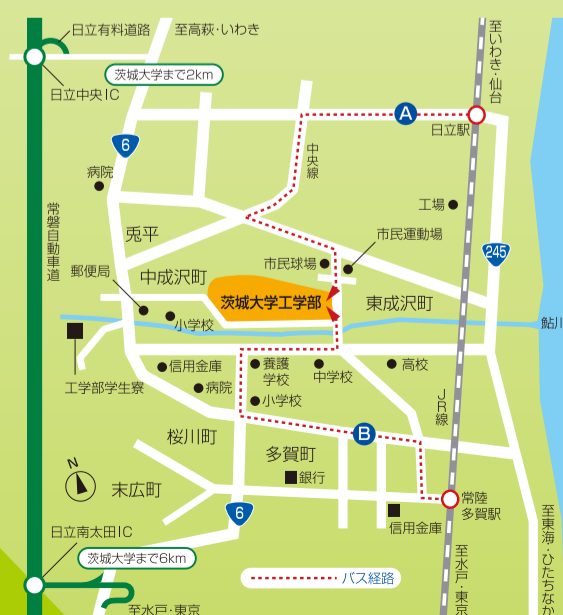 日立有料道路
至高萩・いわき
茨城大学まで2km
日立中央IC
至いわき・仙台
A
日立駅
6
中央線
病院
工場
常磐自動車道
兎平
市民運動場
市民球場
245
郵便局
中成沢町
茨城大学工学部
東成沢町
小学校
鮎川
工学部学生寮
信用金庫
養護
学校
中学校
高校
病院
小学校
JR線
桜川町
B
多賀町
N
末広町
銀行
常陸
多賀駅
6
信用金庫
日立南太田IC
茨城大学まで6km
バス経路
至水戸・東京
至水戸・東京
至東海・ひたちなか